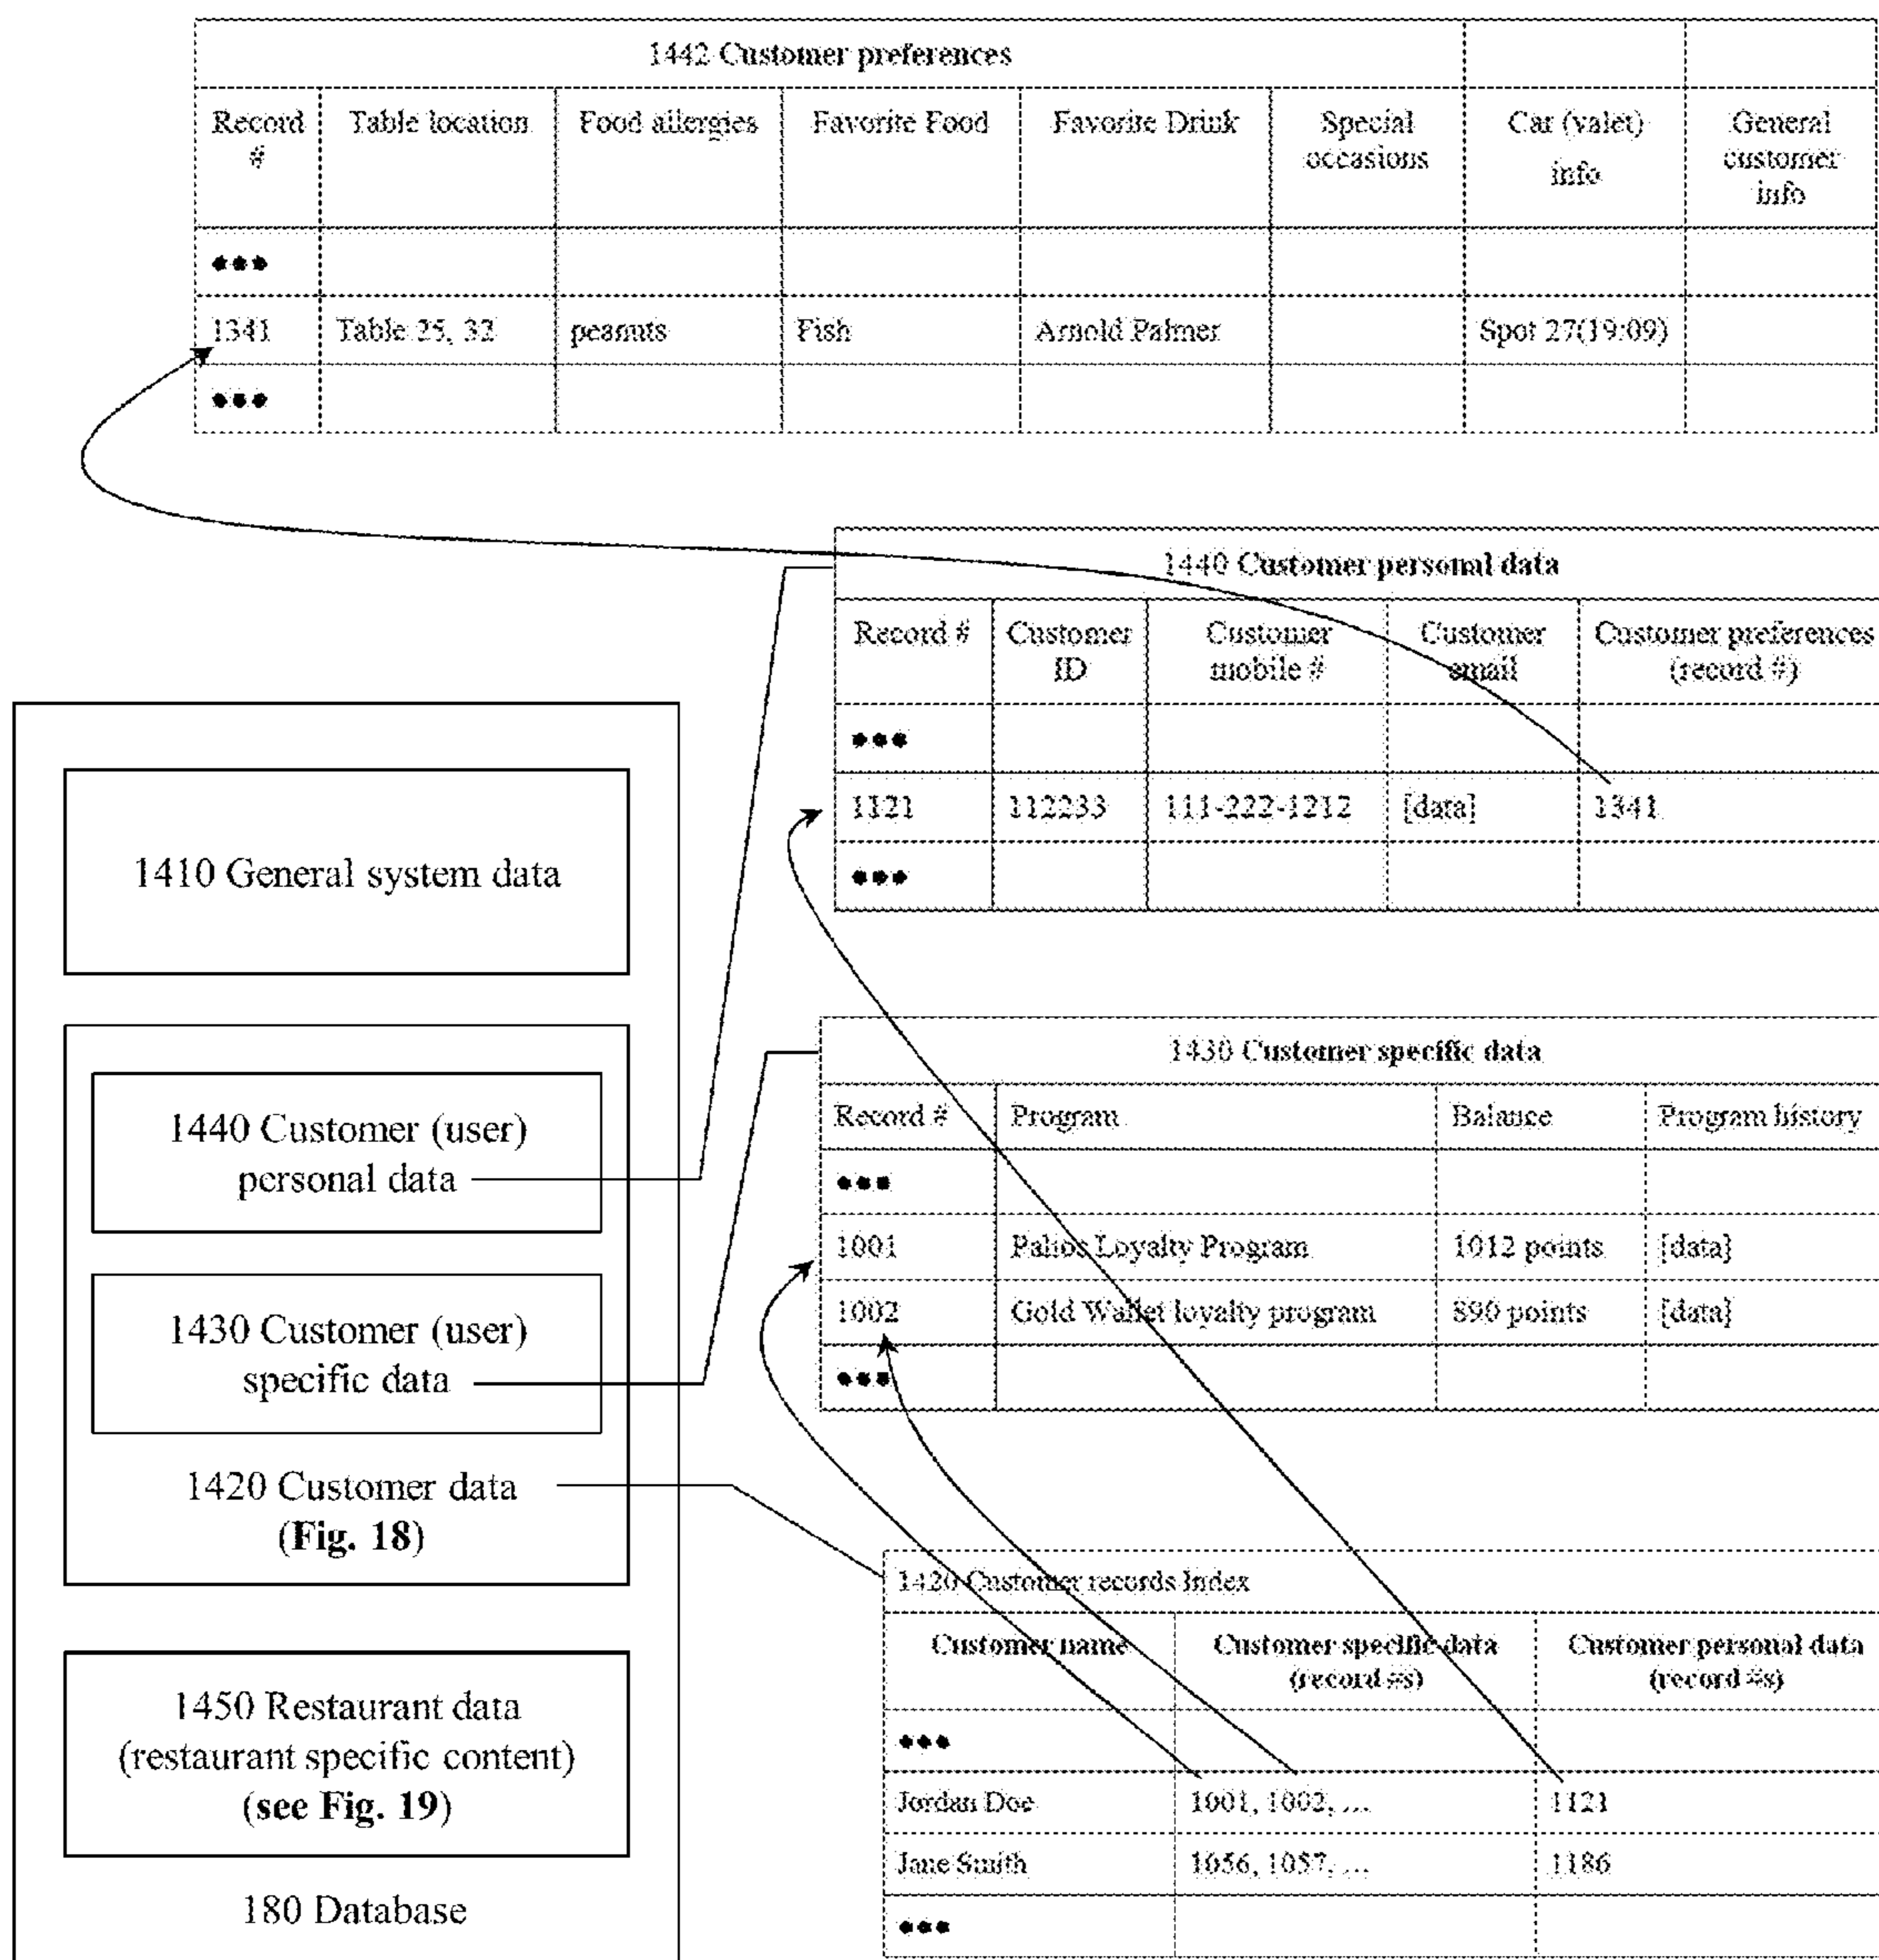 1442 Customer preferences
Record # Table location Food allergies Favorite Food Favorite Drink Special occasions Car (valet) info General customer info
•••
1341 Table 25, 32 peanuts Fish Arnold Palmer Spot 27(19:09)
•••
1440 Customer personal data
Record # Customer ID Customer mobile # Customer email Customer preferences (record #)
•••
1121 112233 111-222-1212 [data] 1341
•••
1410 General system data
1440 Customer (user)
personal data
1430 Customer (user)
specific data
1420 Customer data
(Fig. 18)
1450 Restaurant data
(restaurant specific content)
(see Fig. 19)
180 Database
1430 Customer specific data
Record # Program Balance Program history
•••
1001 Palios Loyalty Program 1012 points [data]
1002 Gold Wallet loyalty program 890 points [data]
•••
1420 Customer records Index
Customer name Customer specific data (record #s) Customer personal data (record #s)
•••
Jordan Doe 1001, 1002, ... 1121
Jane Smith 1056, 1057, ... 1186
•••